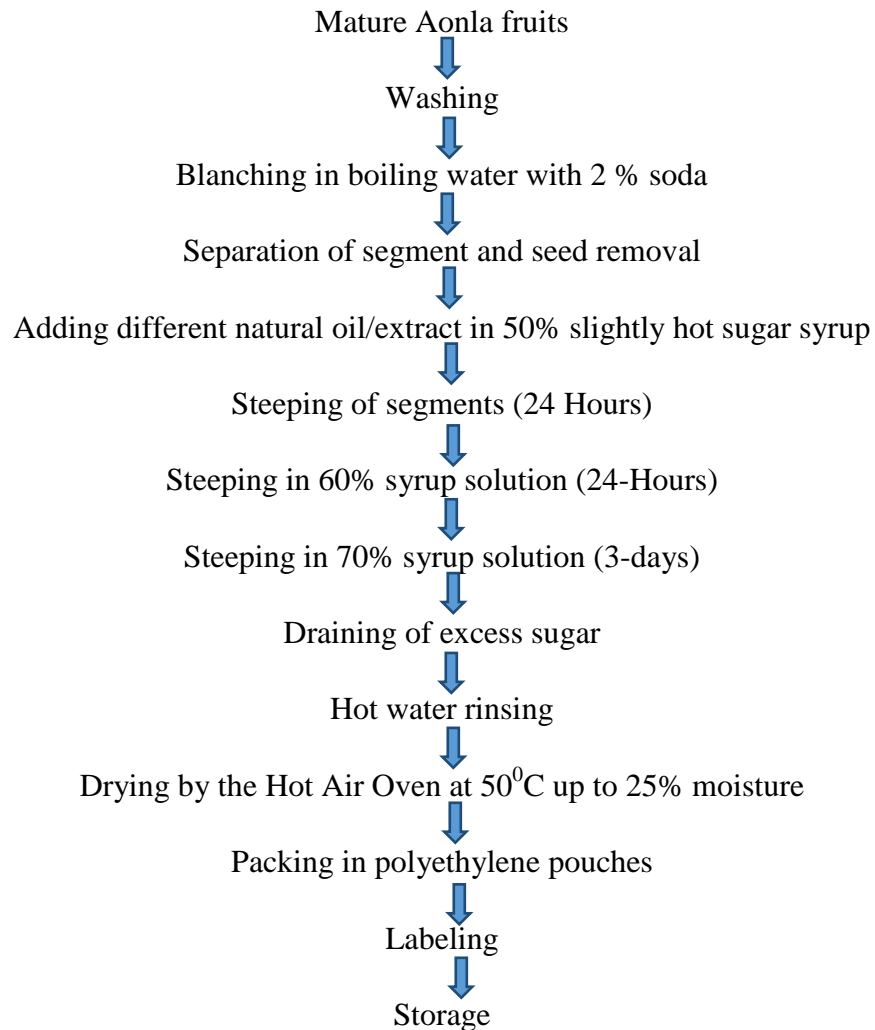 Mature Aonla fruits
Washing
Blanching in boiling water with 2 % soda
Separation of segment and seed removal
Adding different natural oil/extract in 50% slightly hot sugar syrup
Steeping of segments (24 Hours)
Steeping in 60% syrup solution (24-Hours)
Steeping in 70% syrup solution (3-days)
Draining of excess sugar
Hot water rinsing
Drying by the Hot Air Oven at 50⁰C up to 25% moisture
Packing in polyethylene pouches
Labeling
Storage